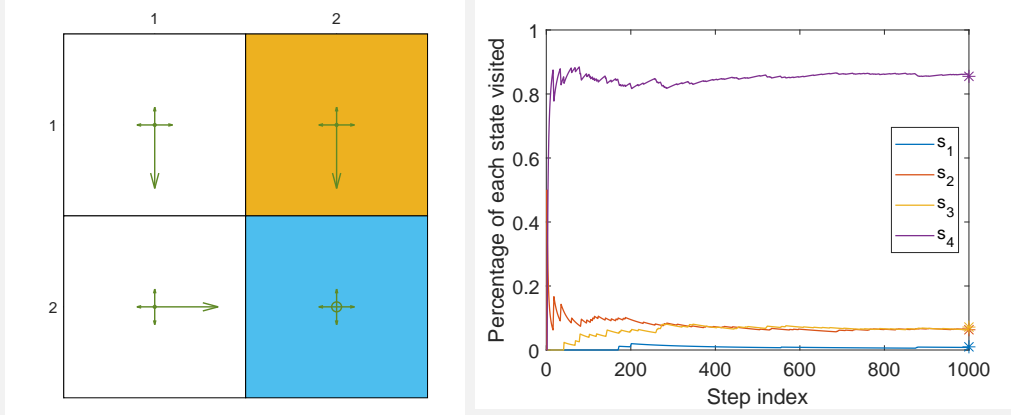 1 2
1
2
Percentage of each state visited
1
0.8
0.6
0.4
0.2
0
0 200 400 600 800 1000
Step index
s1
s2
s3
s4